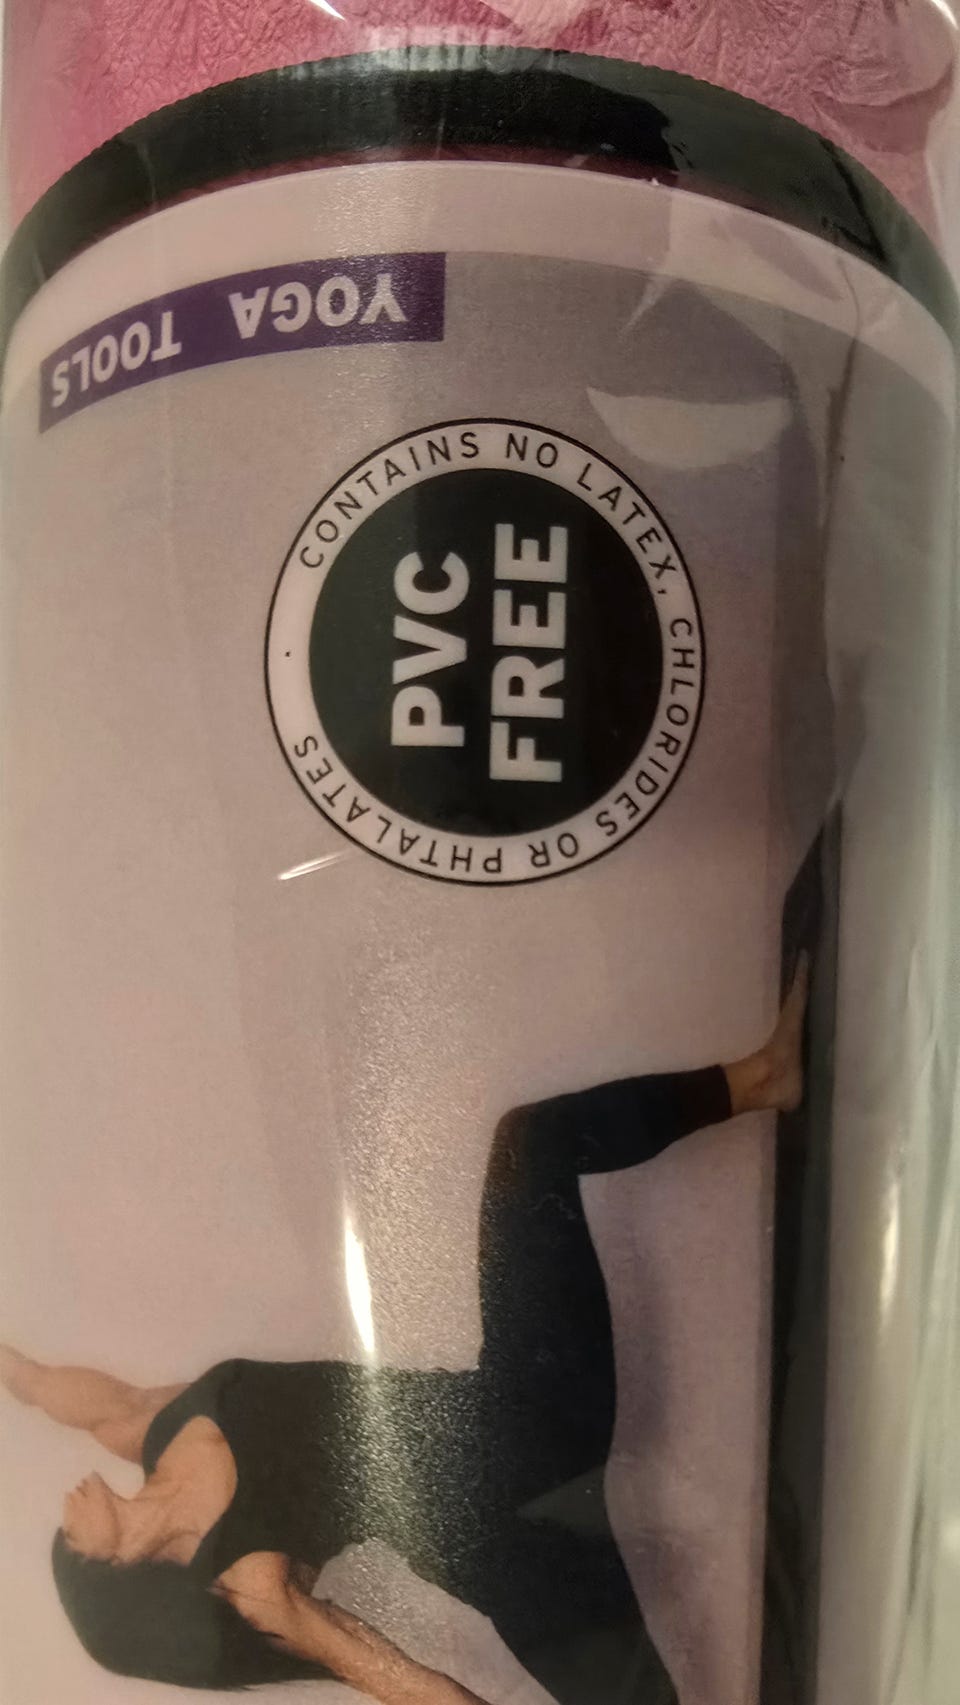 YOGA TOOLS
CONTAINS NO LATEX, CHLORIDES OR PHTALATES
PVC
FREE